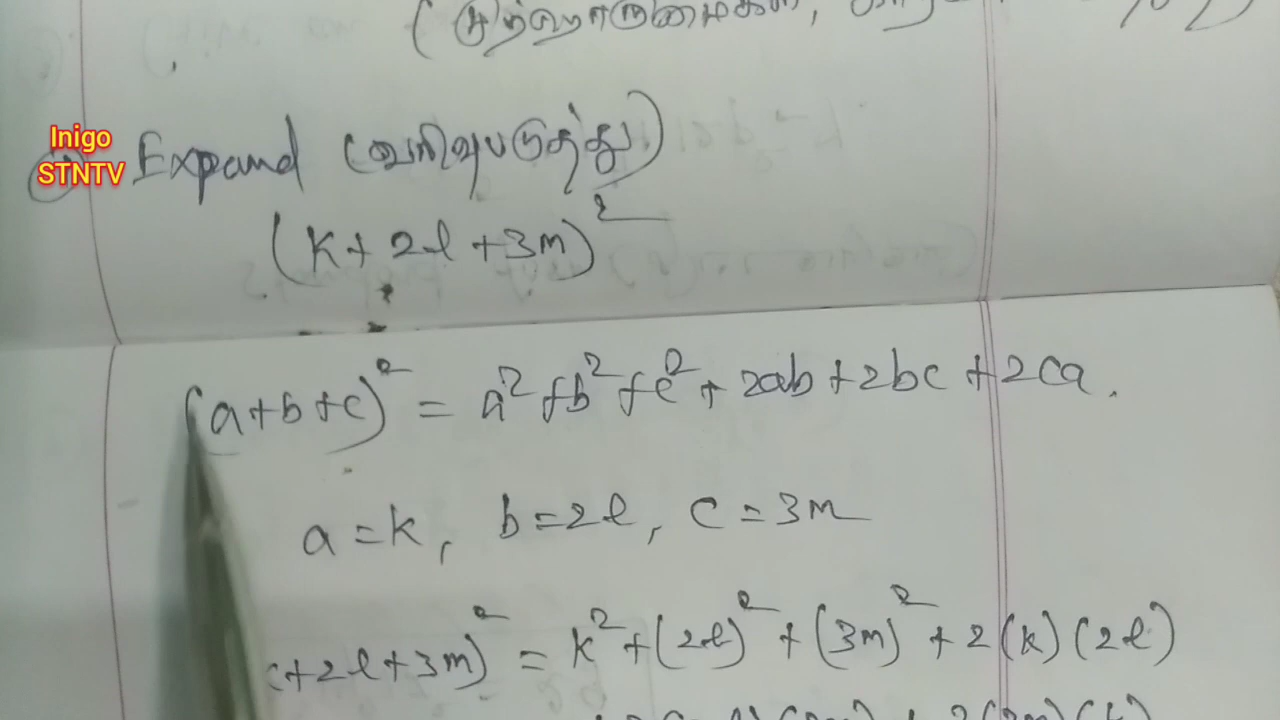 (முற்றொருமைகள்,
Inigo
STNTV
Expand (விரிவுபடுத்து)
(k+2l+3m)²
(a+b+c)² = a²+b²+c²+2ab+2bc+2ca.
a=k, b=2l, c=3m
+2l+3m)² = k²+(2l)²+(3m)²+2(k)(2l)